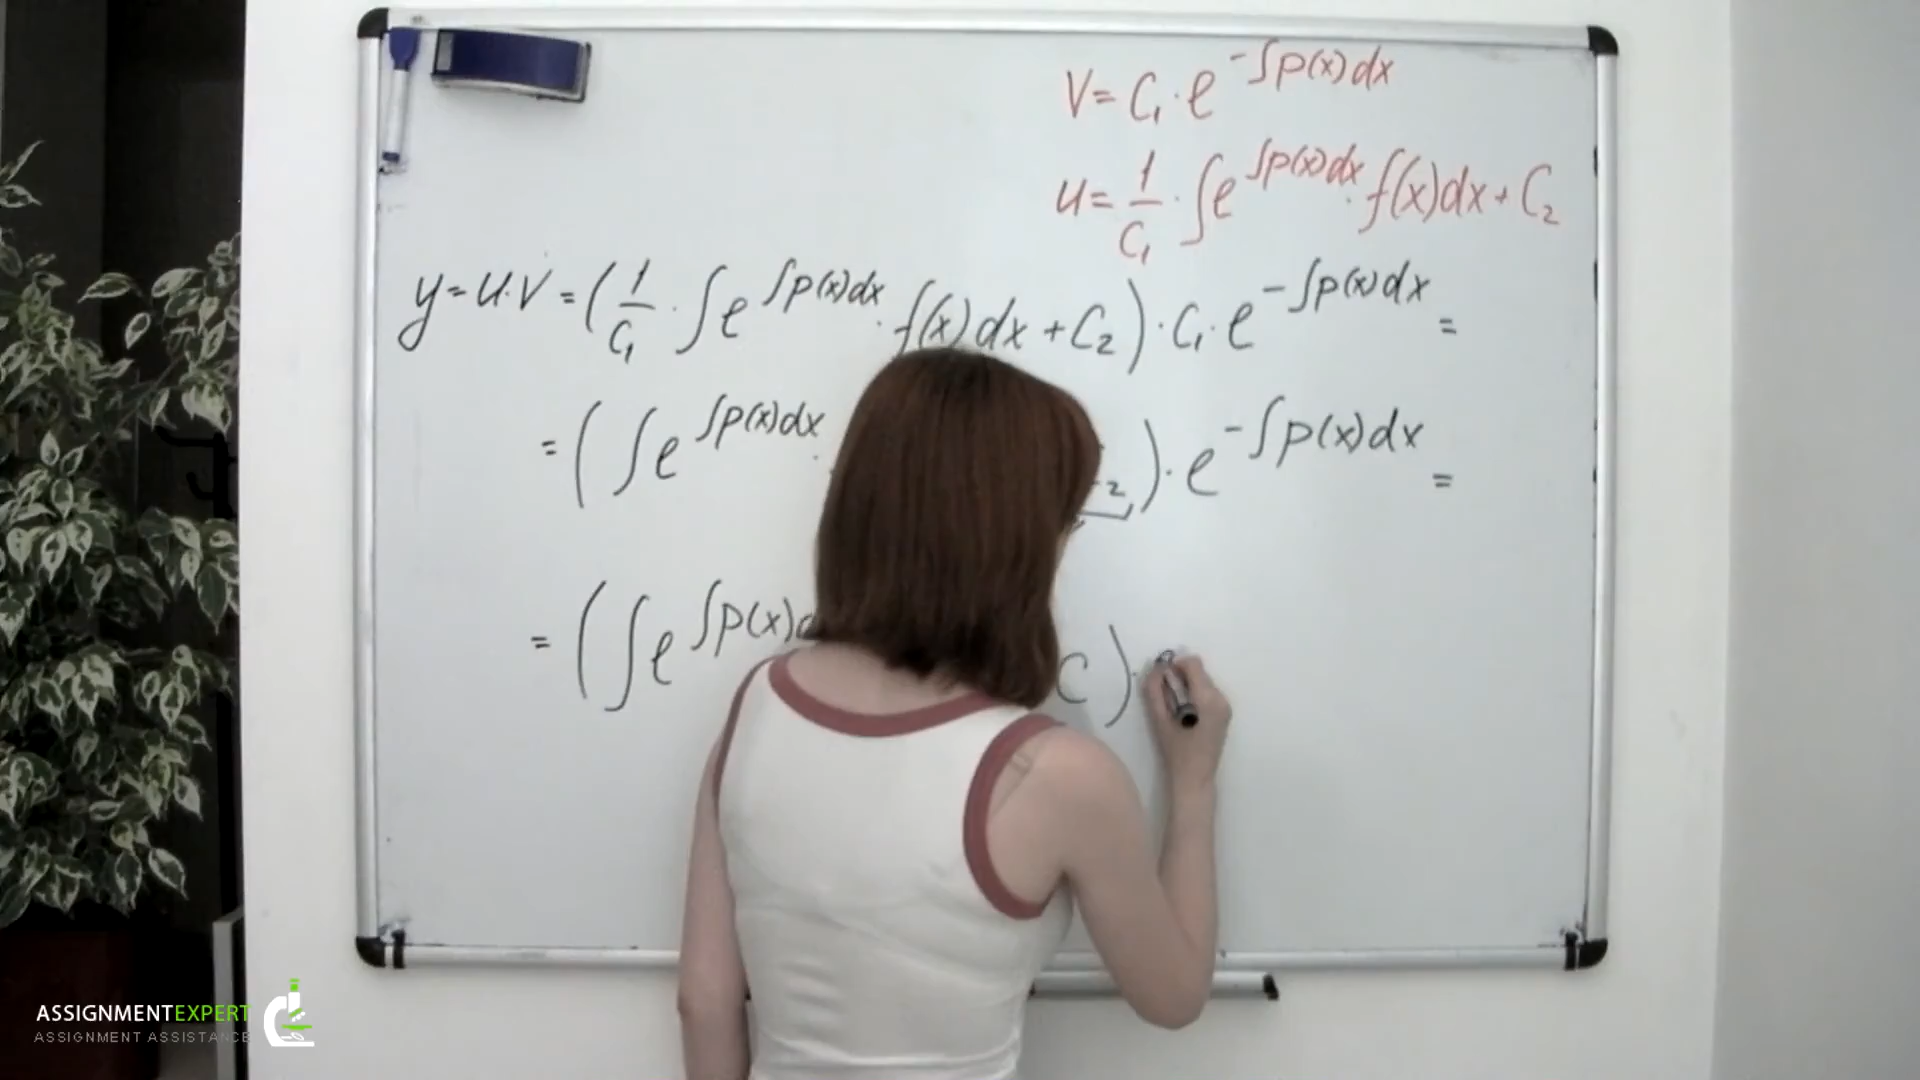 V = C₁ · e^{-∫p(x)dx}
u = 1/C₁ · ∫e^{∫p(x)dx} · f(x)dx + C₂
y = u·v = (1/C₁ · ∫e^{∫p(x)dx} · f(x)dx + C₂) · C₁ · e^{-∫p(x)dx} =
= (∫e^{∫p(x)dx} · ₂) · e^{-∫p(x)dx} =
= (∫e^{∫p(x) C) ·
ASSIGNMENTEXPERT
ASSIGNMENT ASSISTANCE